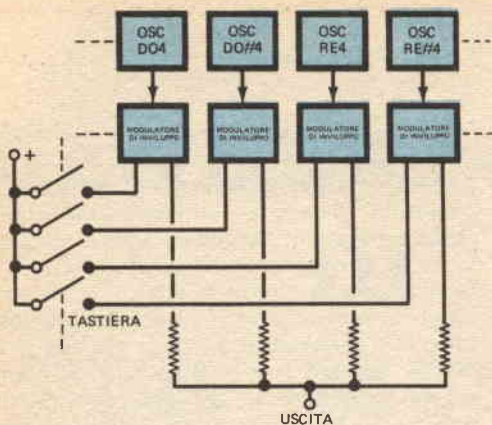 OSC
DO4
OSC
DO#4
OSC
RE4
OSC
RE#4
MODULATORE
DI INVILUPPO
MODULATORE
DI INVILUPPO
MODULATORE
DI INVILUPPO
MODULATORE
DI INVILUPPO
+
TASTIERA
USCITA